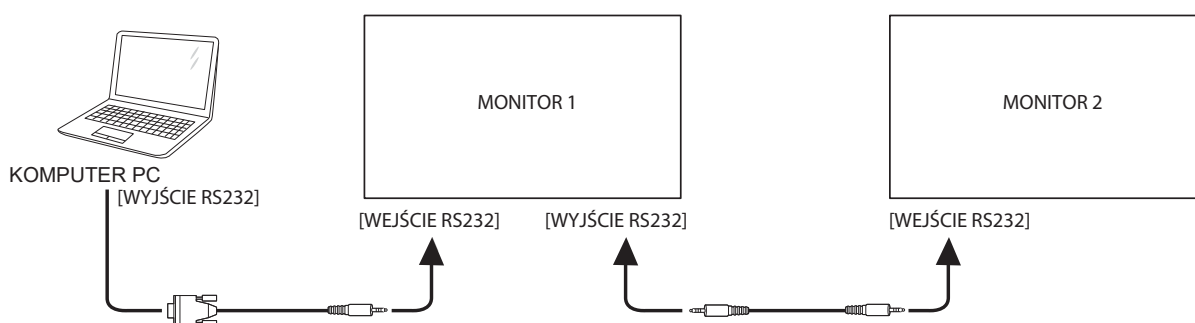 MONITOR 1
MONITOR 2
KOMPUTER PC
[WYJŚCIE RS232]
[WEJŚCIE RS232]
[WYJŚCIE RS232]
[WEJŚCIE RS232]